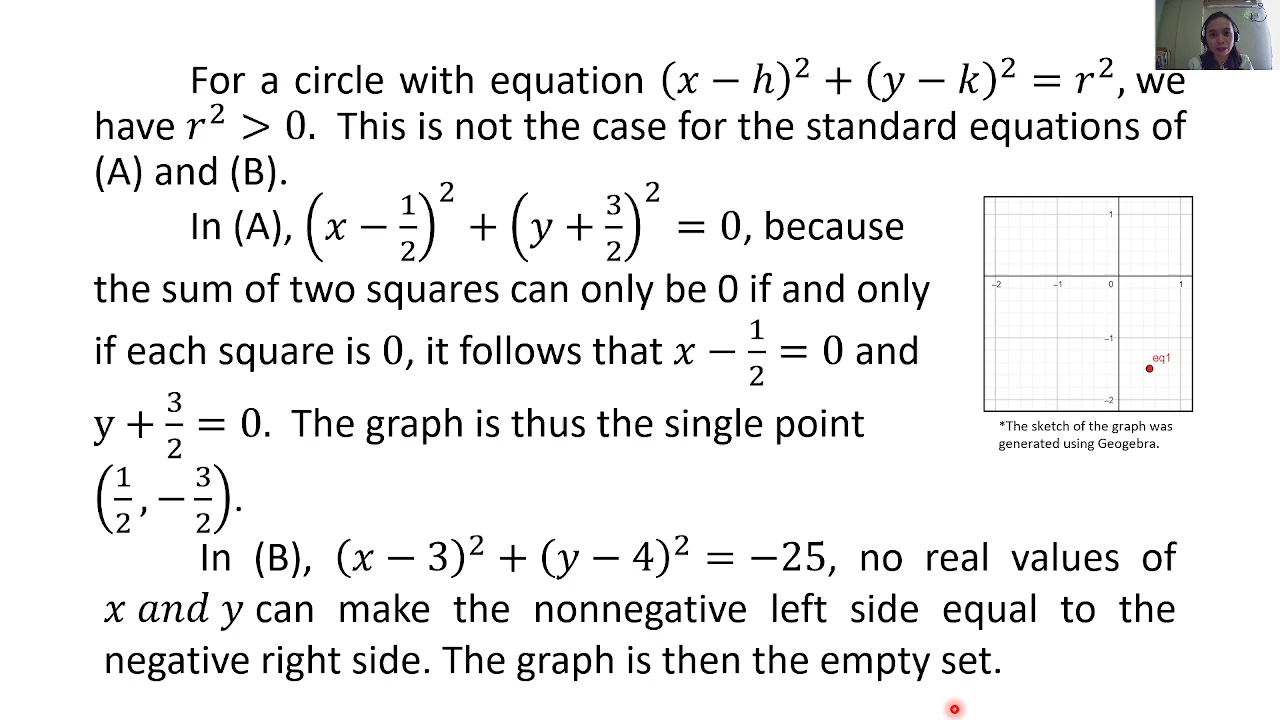 For a circle with equation (x − h)² + (y − k)² = r², we
have r² > 0. This is not the case for the standard equations of
(A) and (B).
In (A), (x − 1/2)² + (y + 3/2)² = 0, because
the sum of two squares can only be 0 if and only
if each square is 0, it follows that x − 1/2 = 0 and
y + 3/2 = 0. The graph is thus the single point
(1/2, − 3/2).
In (B), (x − 3)² + (y − 4)² = −25, no real values of
x and y can make the nonnegative left side equal to the
negative right side. The graph is then the empty set.
1
−2 −1 0 1
−1
eq1
−2
*The sketch of the graph was
generated using Geogebra.